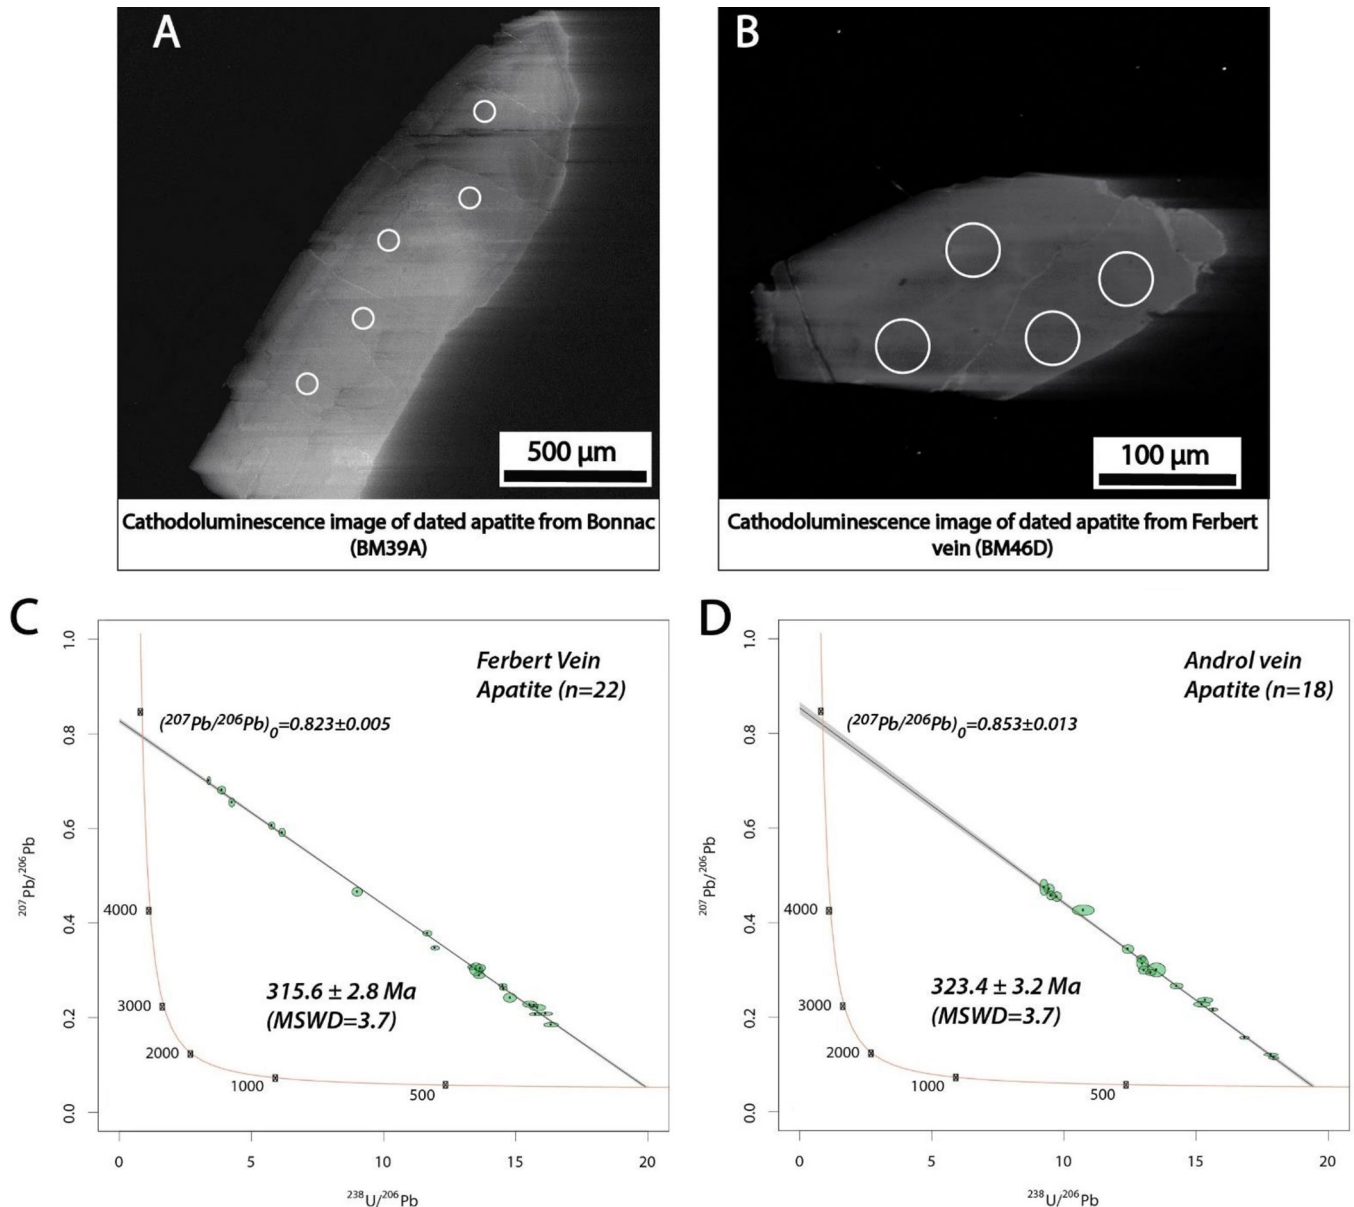 A
500 µm
Cathodoluminescence image of dated apatite from Bonnac
(BM39A)
B
100 µm
Cathodoluminescence image of dated apatite from Ferbert
vein (BM46D)
C
Ferbert Vein
Apatite (n=22)
(²⁰⁷Pb/²⁰⁶Pb)₀=0.823±0.005
315.6 ± 2.8 Ma
(MSWD=3.7)
4000
3000
2000
1000
500
1.0
0.8
0.6
0.4
0.2
0.0
²⁰⁷Pb/²⁰⁶Pb
0 5 10 15 20
²³⁸U/²⁰⁶Pb
D
Androl vein
Apatite (n=18)
(²⁰⁷Pb/²⁰⁶Pb)₀=0.853±0.013
323.4 ± 3.2 Ma
(MSWD=3.7)
4000
3000
2000
1000
500
1.0
0.8
0.6
0.4
0.2
0.0
²⁰⁷Pb/²⁰⁶Pb
0 5 10 15 20
²³⁸U/²⁰⁶Pb